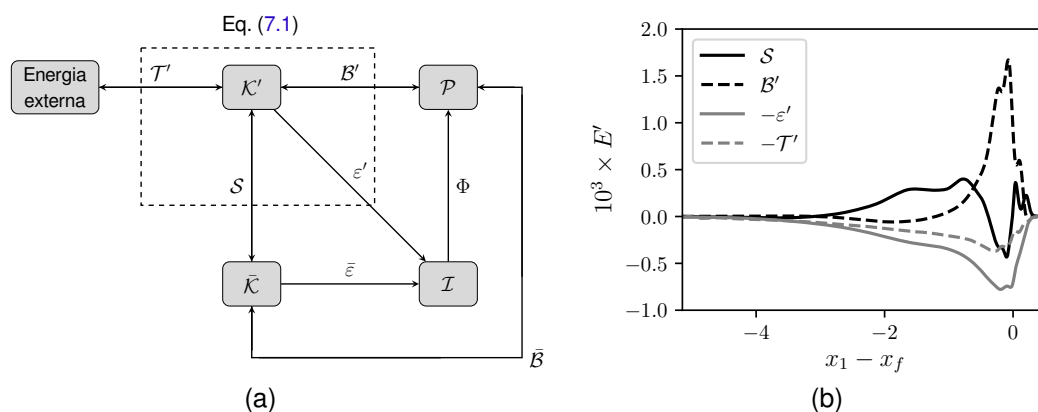 Eq. (7.1)
Energia
externa
𝒯′
𝒦′
ℬ′
𝒫
𝒮
ε′
Φ
𝒦̄
ε̄
ℐ
ℬ̄
(a)
2.0
1.5
1.0
0.5
0.0
−0.5
−1.0
10³ × E′
𝒮
ℬ′
−ε′
−𝒯′
−4
−2
0
x₁ − x_f
(b)